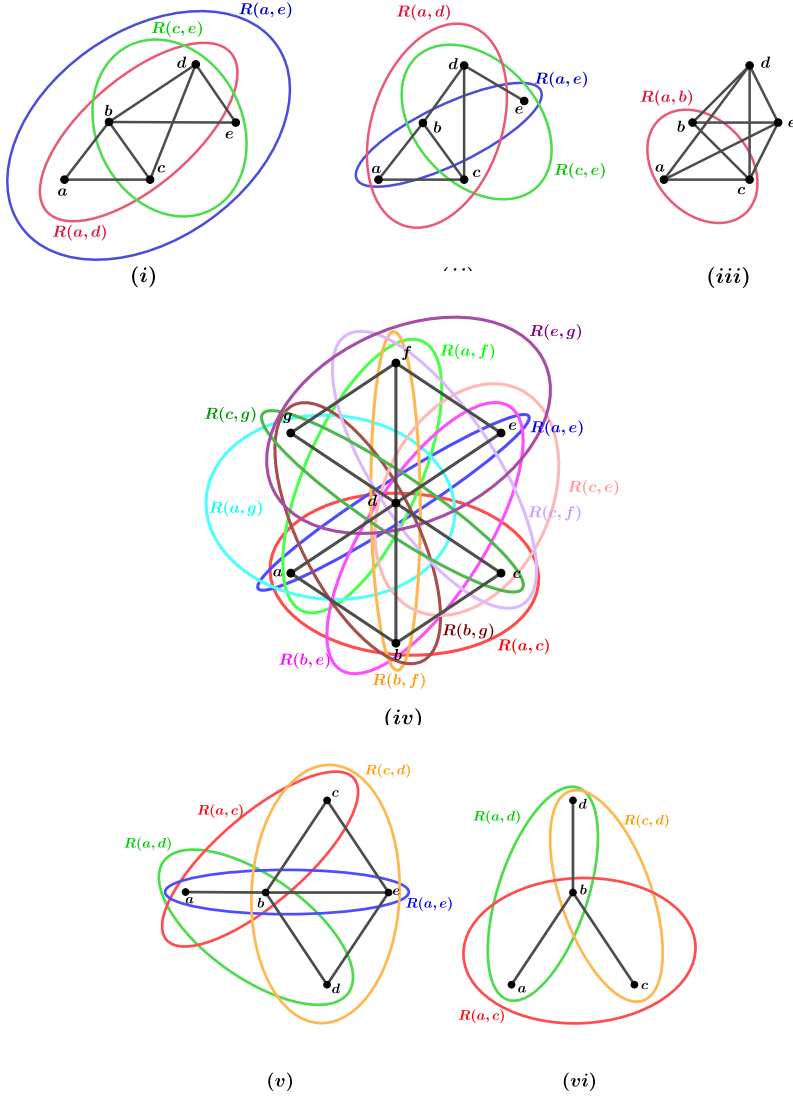 R(a, e)
R(c, e)
d
b
e
a
c
R(a, d)
(i)
R(a, d)
d
R(a, e)
e
b
a
c
R(c, e)
d
R(a, b)
b
e
a
c
(iii)
R(e, g)
f
R(a, f)
R(c, g)
g
e
R(a, e)
R(c, e)
R(a, g)
d
R(c, f)
a
c
R(b, g)
R(a, c)
b
R(b, e)
R(b, f)
(iv)
R(c, d)
c
R(a, c)
R(a, d)
a
b
e
R(a, e)
d
(v)
d
R(a, d)
R(c, d)
b
a
c
R(a, c)
(vi)